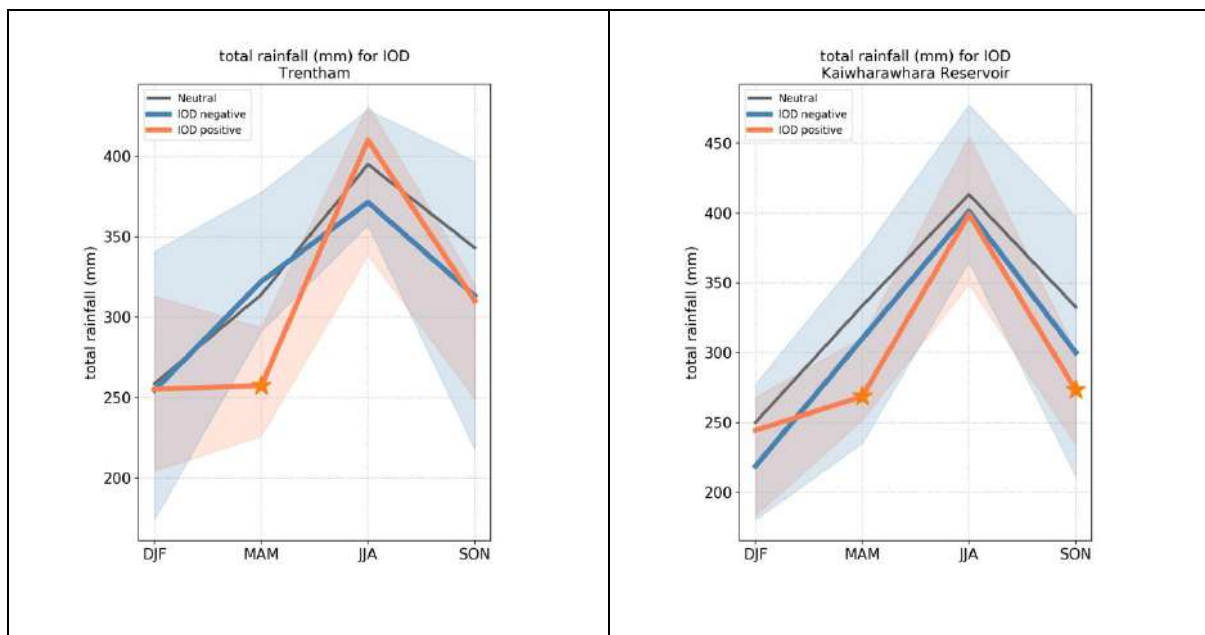 total rainfall (mm) for IOD
Trentham
Neutral
IOD negative
IOD positive
total rainfall (mm)
400
350
300
250
200
DJF MAM JJA SON
total rainfall (mm) for IOD
Kaiwharawhara Reservoir
Neutral
IOD negative
IOD positive
total rainfall (mm)
450
400
350
300
250
200
DJF MAM JJA SON